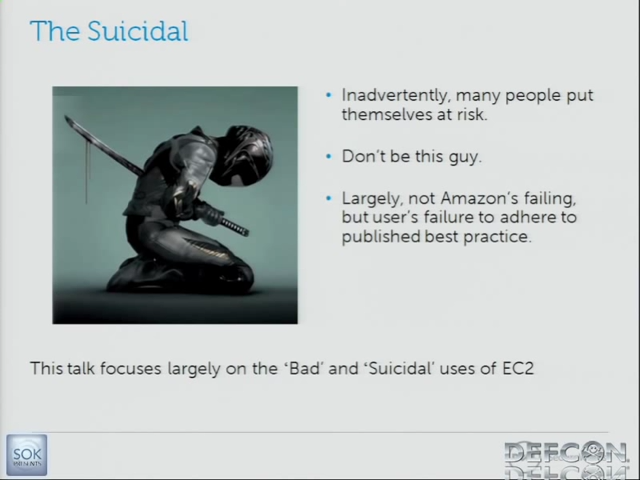 The Suicidal
• Inadvertently, many people put
themselves at risk.
• Don't be this guy.
• Largely, not Amazon's failing,
but user's failure to adhere to
published best practice.
This talk focuses largely on the 'Bad' and 'Suicidal' uses of EC2
SOK
PRESENTS
DEFCON